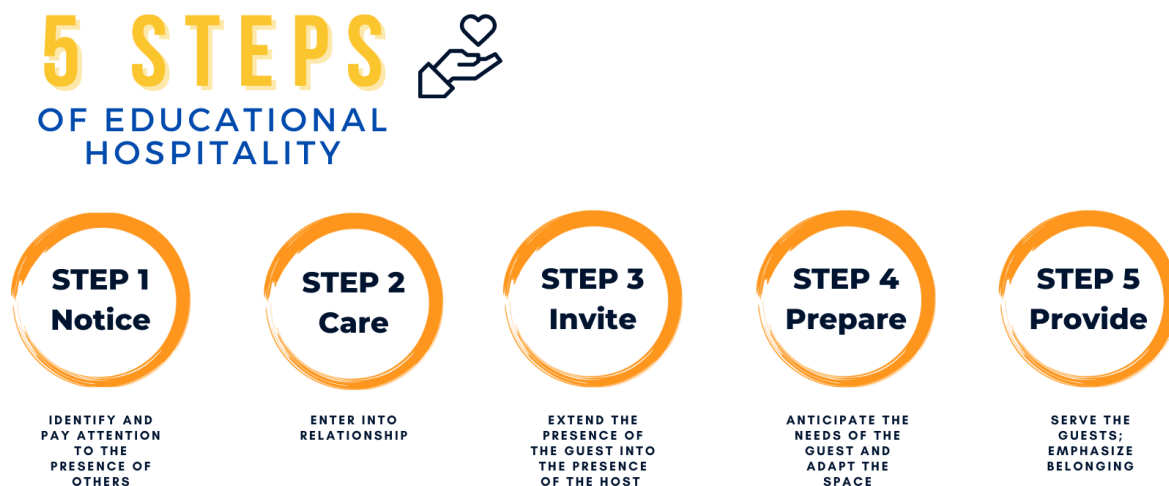 5 STEPS
OF EDUCATIONAL
HOSPITALITY
STEP 1
Notice
IDENTIFY AND
PAY ATTENTION
TO THE
PRESENCE OF
OTHERS
STEP 2
Care
ENTER INTO
RELATIONSHIP
STEP 3
Invite
EXTEND THE
PRESENCE OF
THE GUEST INTO
THE PRESENCE
OF THE HOST
STEP 4
Prepare
ANTICIPATE THE
NEEDS OF THE
GUEST AND
ADAPT THE
SPACE
STEP 5
Provide
SERVE THE
GUESTS;
EMPHASIZE
BELONGING